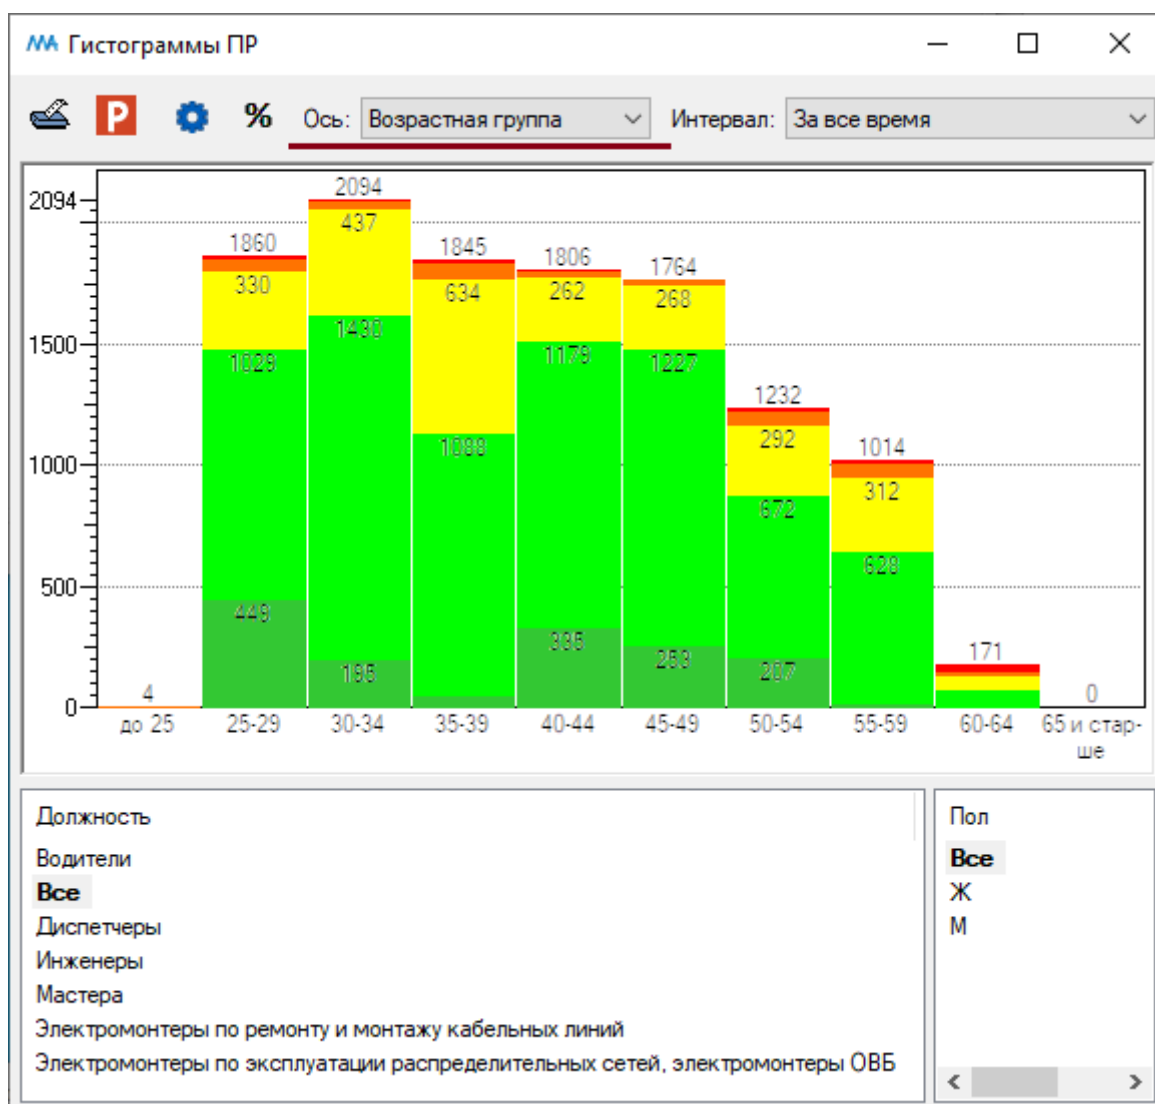 Гистограммы ПР
% Ось: Возрастная группа Интервал: За все время
2094
1500
1000
500
0
4
1860
330
1029
449
2094
437
1430
195
1845
634
1088
1806
262
1179
335
1764
268
1227
253
1232
292
672
207
1014
312
628
171
0
до 25 25-29 30-34 35-39 40-44 45-49 50-54 55-59 60-64 65 и стар-
ше
Должность
Водители
Все
Диспетчеры
Инженеры
Мастера
Электромонтеры по ремонту и монтажу кабельных линий
Электромонтеры по эксплуатации распределительных сетей, электромонтеры ОВБ
Пол
Все
Ж
М